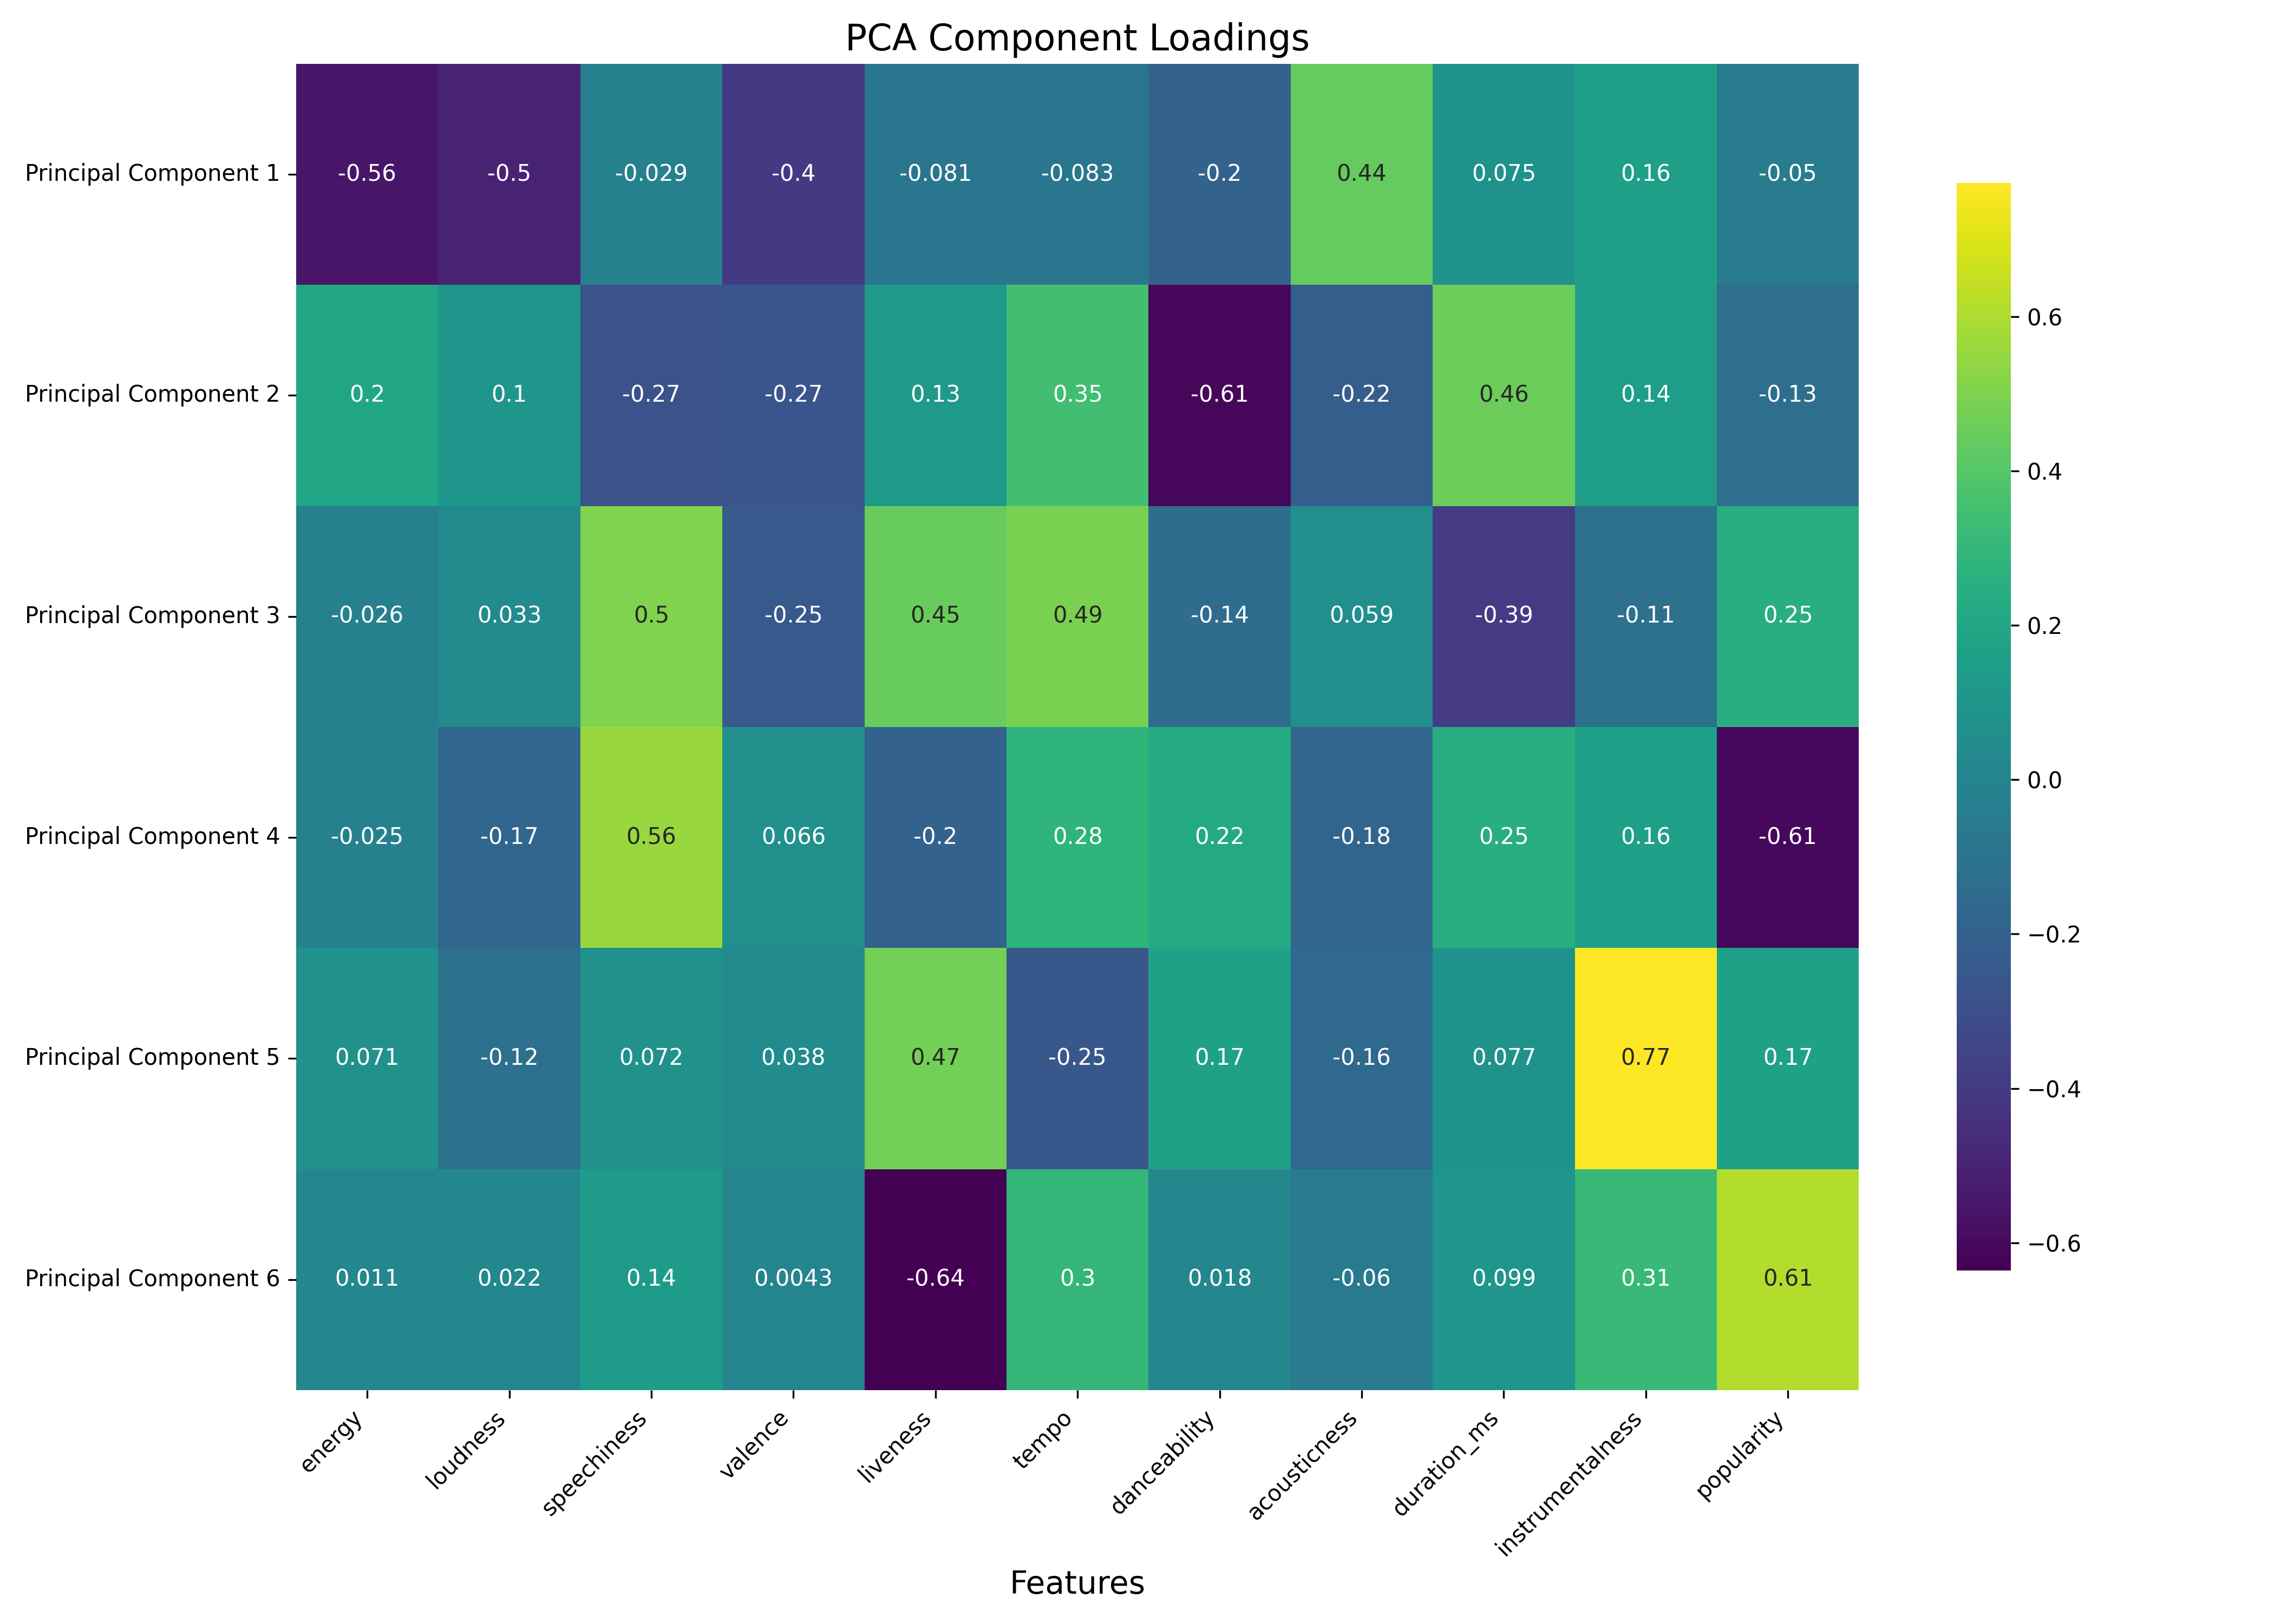 PCA Component Loadings
Principal Component 1 -0.56 -0.5 -0.029 -0.4 -0.081 -0.083 -0.2 0.44 0.075 0.16 -0.05
Principal Component 2 0.2 0.1 -0.27 -0.27 0.13 0.35 -0.61 -0.22 0.46 0.14 -0.13
Principal Component 3 -0.026 0.033 0.5 -0.25 0.45 0.49 -0.14 0.059 -0.39 -0.11 0.25
Principal Component 4 -0.025 -0.17 0.56 0.066 -0.2 0.28 0.22 -0.18 0.25 0.16 -0.61
Principal Component 5 0.071 -0.12 0.072 0.038 0.47 -0.25 0.17 -0.16 0.077 0.77 0.17
Principal Component 6 0.011 0.022 0.14 0.0043 -0.64 0.3 0.018 -0.06 0.099 0.31 0.61
energy loudness speechiness valence liveness tempo danceability acousticness duration_ms instrumentalness popularity
Features
0.6
0.4
0.2
0.0
−0.2
−0.4
−0.6